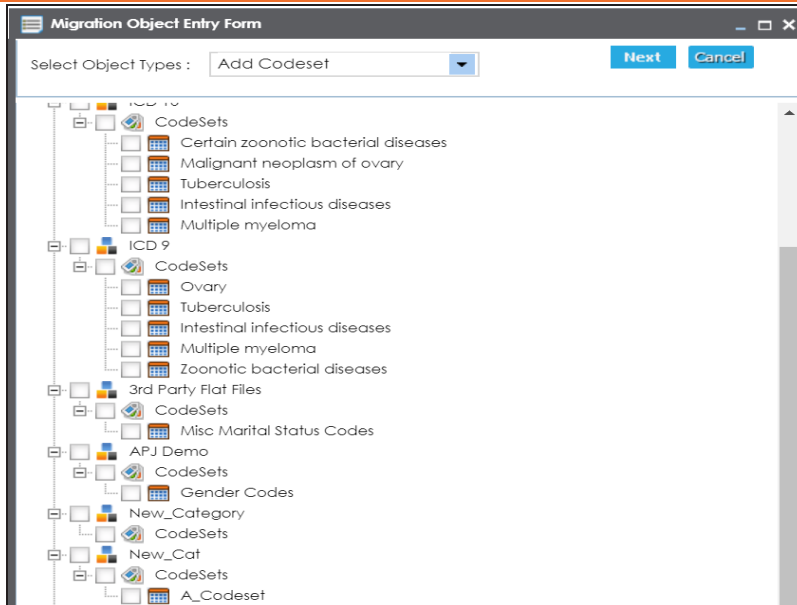 Migration Object Entry Form
Select Object Types : Add Codeset Next Cancel
CodeSets
Certain zoonotic bacterial diseases
Malignant neoplasm of ovary
Tuberculosis
Intestinal infectious diseases
Multiple myeloma
ICD 9
CodeSets
Ovary
Tuberculosis
Intestinal infectious diseases
Multiple myeloma
Zoonotic bacterial diseases
3rd Party Flat Files
CodeSets
Misc Marital Status Codes
APJ Demo
CodeSets
Gender Codes
New_Category
CodeSets
New_Cat
CodeSets
A_Codeset